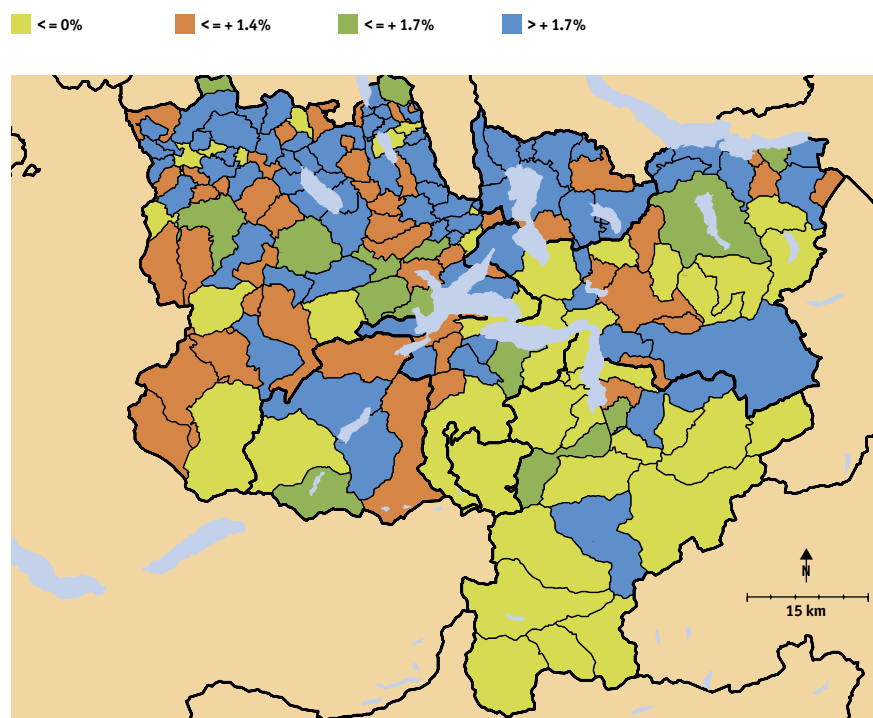 <= 0% <= + 1.4% <= + 1.7% > + 1.7%
N
15 km